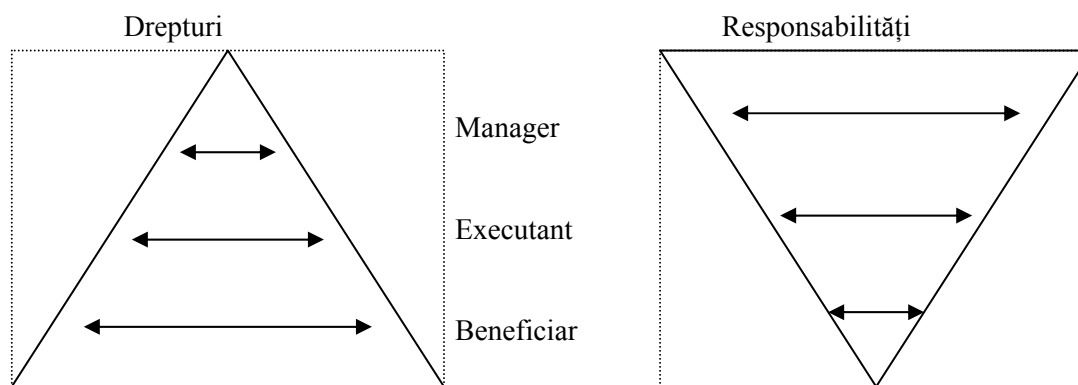 Drepturi
Responsabilități
Manager
Executant
Beneficiar